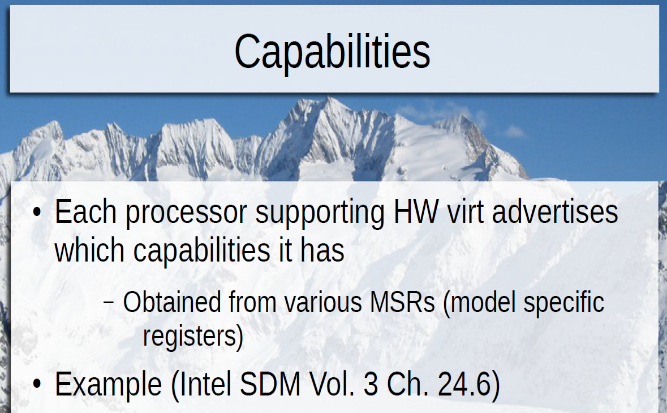 Capabilities
• Each processor supporting HW virt advertises
which capabilities it has
– Obtained from various MSRs (model specific
registers)
• Example (Intel SDM Vol. 3 Ch. 24.6)